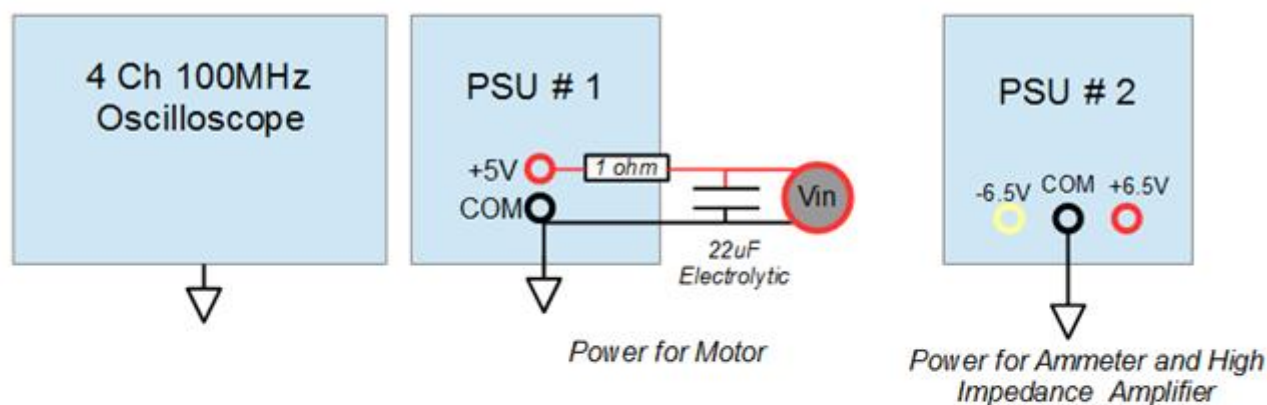 4 Ch 100MHz
Oscilloscope
PSU # 1
+5V
1 ohm
COM
Vin
22uF
Electrolytic
Power for Motor
PSU # 2
-6.5V COM +6.5V
Power for Ammeter and High
Impedance Amplifier